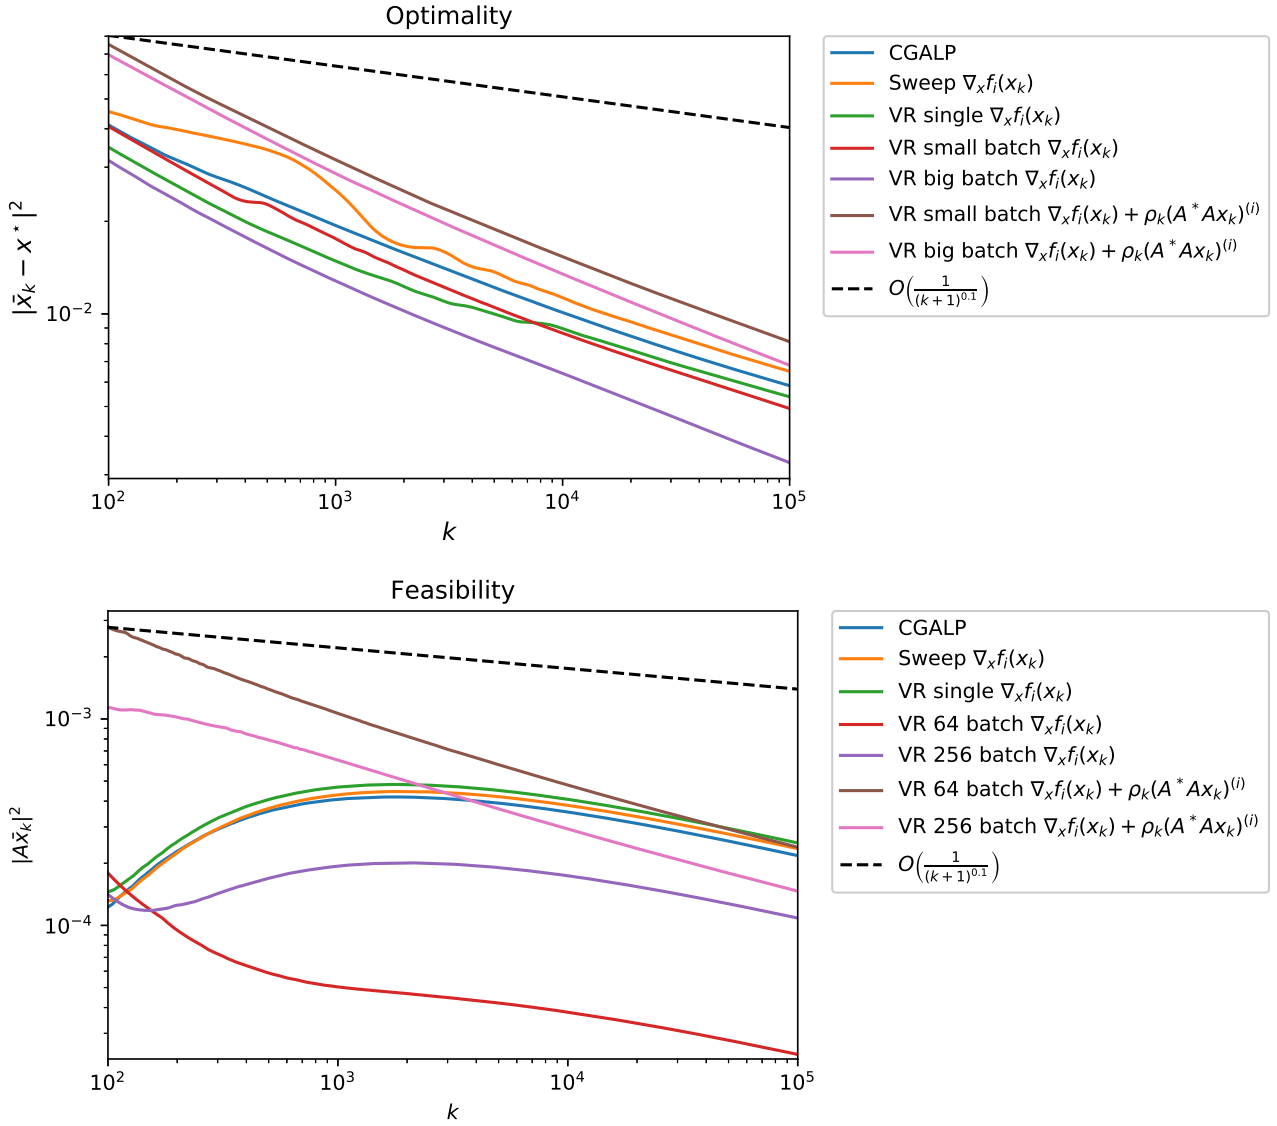 Optimality
|x̄ₖ − x⋆|²
10⁻²
10² 10³ 10⁴ 10⁵
k
CGALP
Sweep ∇ₓfᵢ(xₖ)
VR single ∇ₓfᵢ(xₖ)
VR small batch ∇ₓfᵢ(xₖ)
VR big batch ∇ₓfᵢ(xₖ)
VR small batch ∇ₓfᵢ(xₖ) + ρₖ(A*Axₖ)⁽ⁱ⁾
VR big batch ∇ₓfᵢ(xₖ) + ρₖ(A*Axₖ)⁽ⁱ⁾
O(1/(k+1)^0.1)
Feasibility
|Ax̄ₖ|²
10⁻³
10⁻⁴
10² 10³ 10⁴ 10⁵
k
CGALP
Sweep ∇ₓfᵢ(xₖ)
VR single ∇ₓfᵢ(xₖ)
VR 64 batch ∇ₓfᵢ(xₖ)
VR 256 batch ∇ₓfᵢ(xₖ)
VR 64 batch ∇ₓfᵢ(xₖ) + ρₖ(A*Axₖ)⁽ⁱ⁾
VR 256 batch ∇ₓfᵢ(xₖ) + ρₖ(A*Axₖ)⁽ⁱ⁾
O(1/(k+1)^0.1)